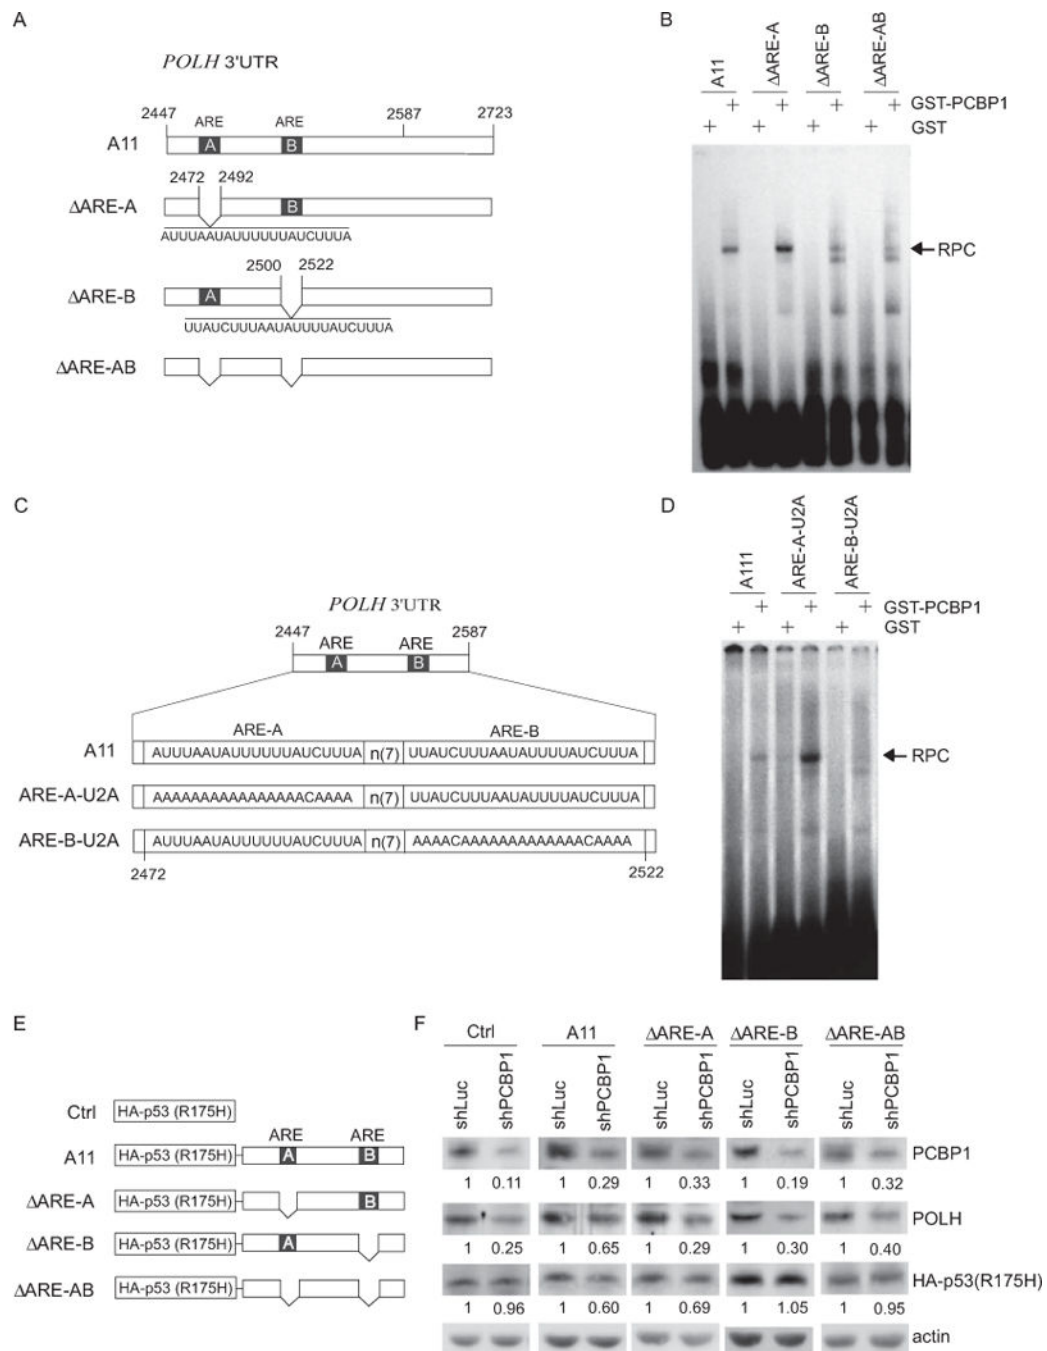 A
POLH 3'UTR
2447 ARE ARE 2587 2723
A11 A B
2472 2492
ΔARE-A B
AUUUAAUAUUUUUUAUCUUUA
2500 2522
ΔARE-B A
UUAUCUUUAAUAUUUUAUCUUUA
ΔARE-AB
B
A11 ΔARE-A ΔARE-B ΔARE-AB
+ + + + GST-PCBP1
+ + + + GST
RPC
C
POLH 3'UTR
2447 ARE ARE 2587
A B
ARE-A ARE-B
A11 AUUUAAUAUUUUUUAUCUUUA n(7) UUAUCUUUAAUAUUUUAUCUUUA
ARE-A-U2A AAAAAAAAAAAAAAAACAAAA n(7) UUAUCUUUAAUAUUUUAUCUUUA
ARE-B-U2A AUUUAAUAUUUUUUAUCUUUA n(7) AAAACAAAAAAAAAAAAACAAAA
2472 2522
D
A111 ARE-A-U2A ARE-B-U2A
+ + + GST-PCBP1
+ + + GST
RPC
E
Ctrl HA-p53 (R175H)
ARE ARE
A11 HA-p53 (R175H) A B
ΔARE-A HA-p53 (R175H) B
ΔARE-B HA-p53 (R175H) A
ΔARE-AB HA-p53 (R175H)
F
Ctrl A11 ΔARE-A ΔARE-B ΔARE-AB
shLuc shPCBP1 shLuc shPCBP1 shLuc shPCBP1 shLuc shPCBP1 shLuc shPCBP1
PCBP1
1 0.11 1 0.29 1 0.33 1 0.19 1 0.32
POLH
1 0.25 1 0.65 1 0.29 1 0.30 1 0.40
HA-p53(R175H)
1 0.96 1 0.60 1 0.69 1 1.05 1 0.95
actin